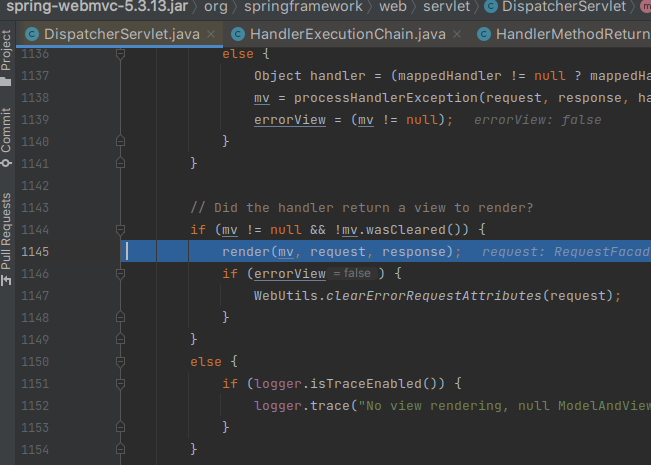 spring-webmvc-5.3.13.jar org springframework web servlet DispatcherServlet
DispatcherServlet.java HandlerExecutionChain.java HandlerMethodReturn
Project
Commit
Pull Requests
1136 else {
1137 Object handler = (mappedHandler != null ? mappedHa
1138 mv = processHandlerException(request, response, ha
1139 errorView = (mv != null); errorView: false
1140 }
1141 }
1142
1143 // Did the handler return a view to render?
1144 if (mv != null && !mv.wasCleared()) {
1145 render(mv, request, response); request: RequestFacad
1146 if (errorView = false ) {
1147 WebUtils.clearErrorRequestAttributes(request);
1148 }
1149 }
1150 else {
1151 if (logger.isTraceEnabled()) {
1152 logger.trace("No view rendering, null ModelAndView
1153 }
1154 }